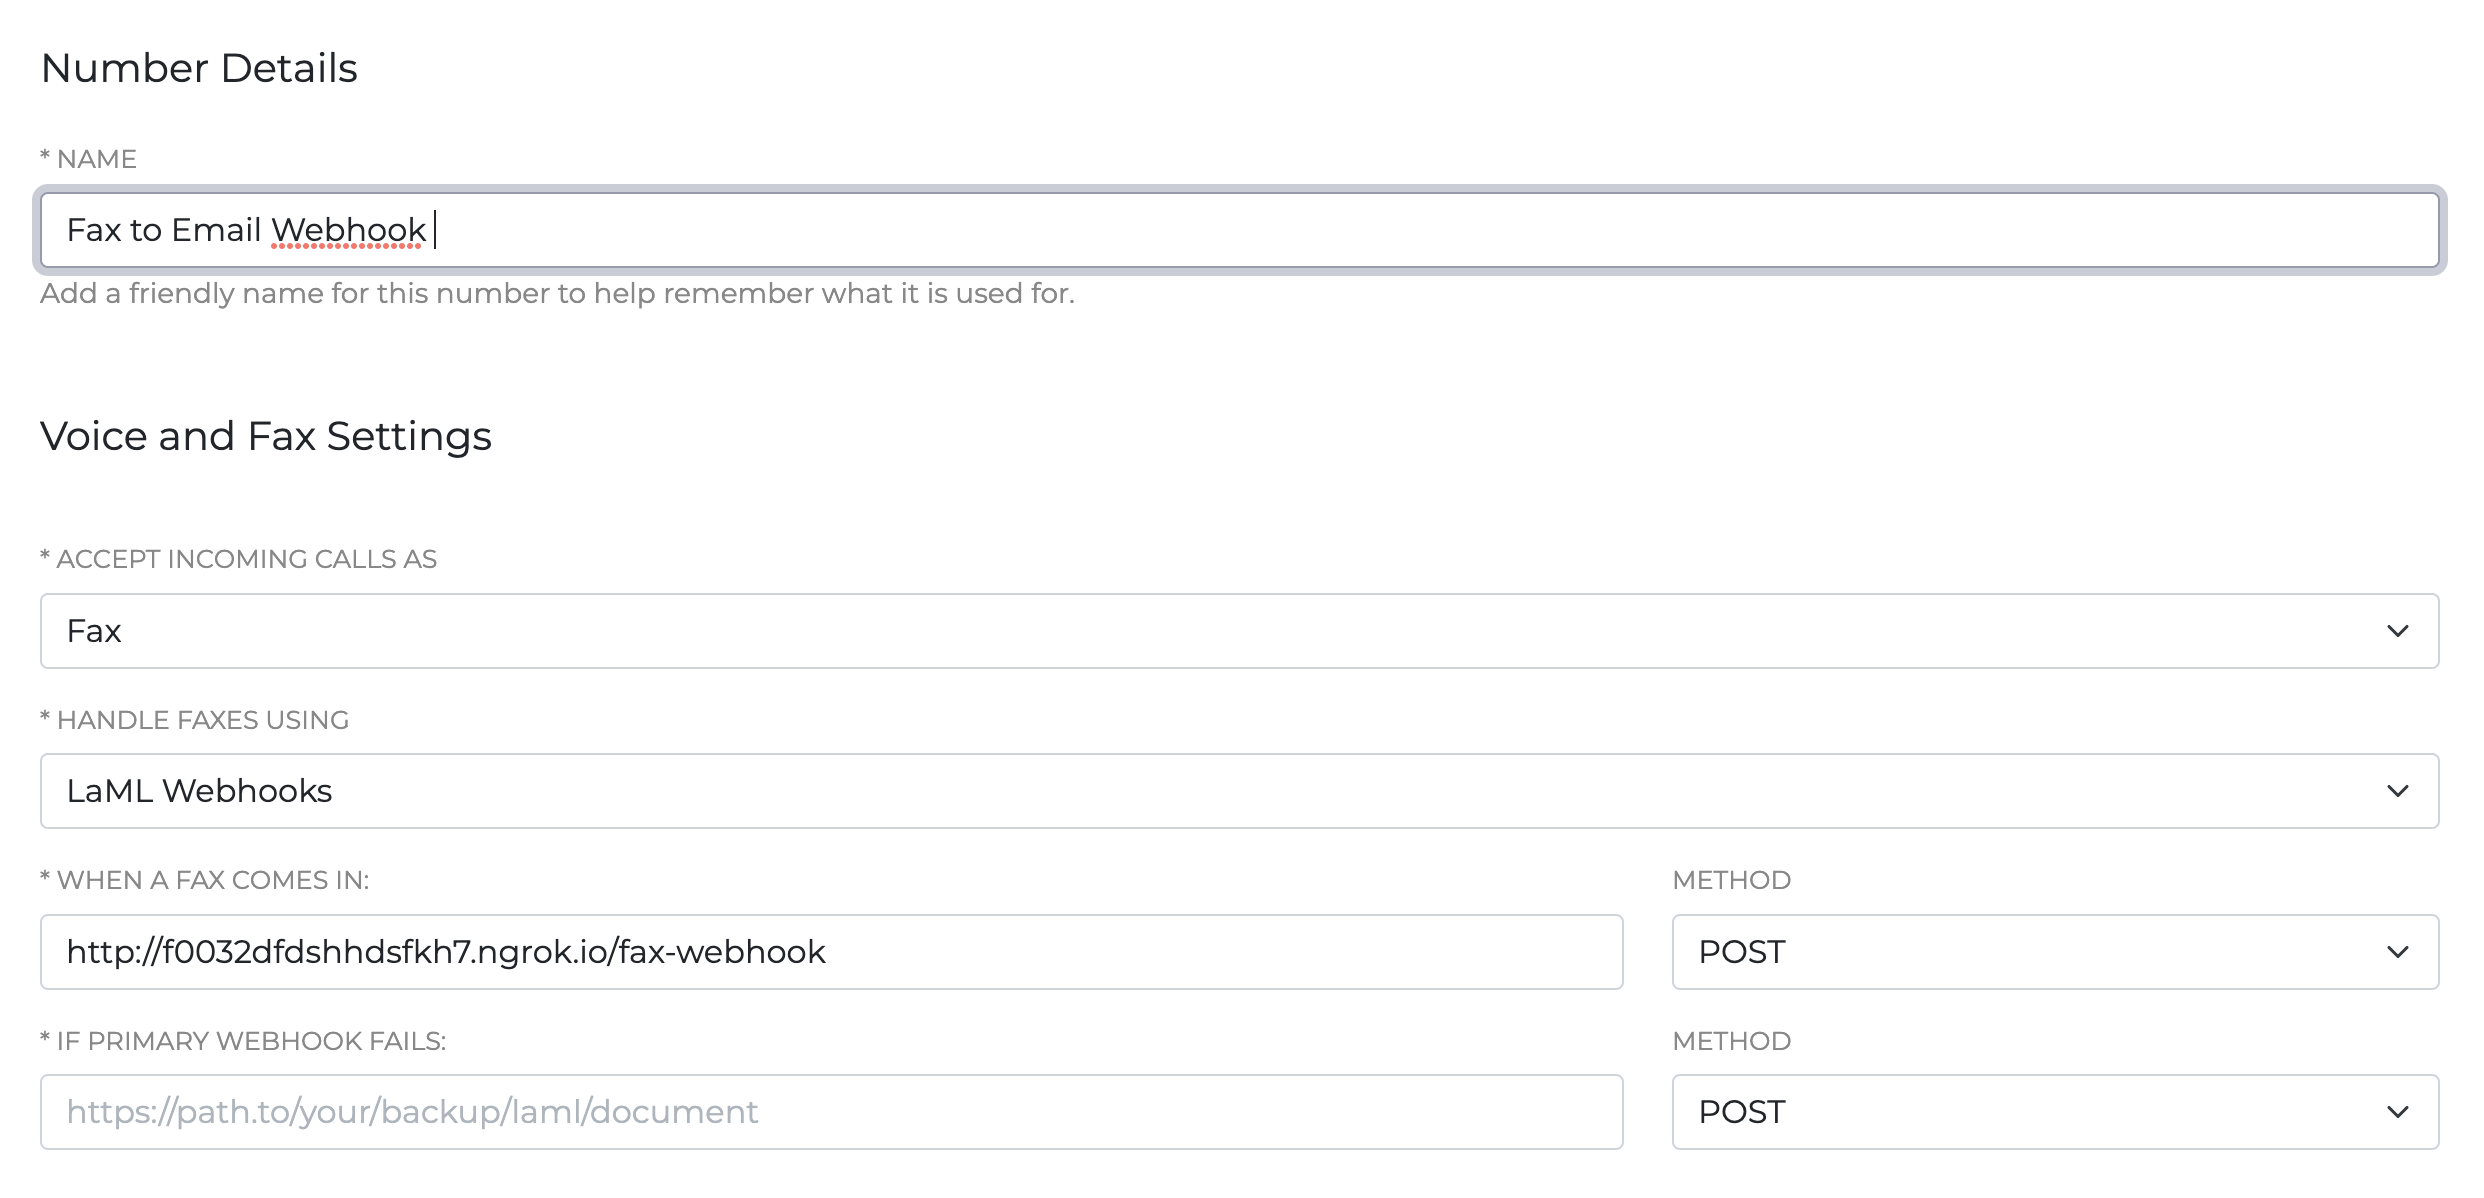 Number Details
* NAME
Fax to Email Webhook
Add a friendly name for this number to help remember what it is used for.
Voice and Fax Settings
* ACCEPT INCOMING CALLS AS
Fax
* HANDLE FAXES USING
LaML Webhooks
* WHEN A FAX COMES IN: METHOD
http://f0032dfdshhdsfkh7.ngrok.io/fax-webhook POST
* IF PRIMARY WEBHOOK FAILS: METHOD
https://path.to/your/backup/laml/document POST